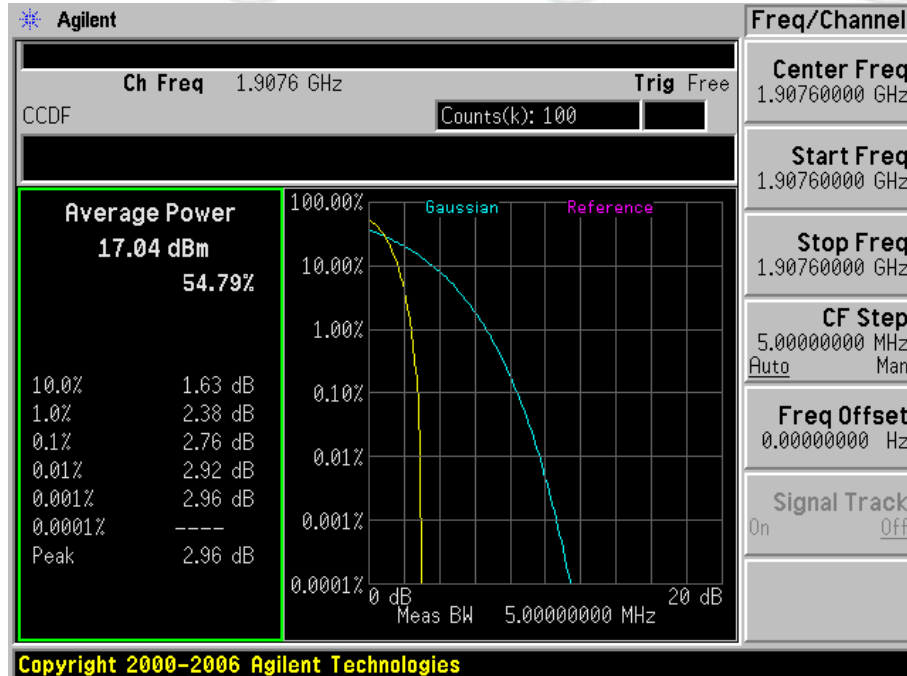 Agilent
Ch Freq 1.9076 GHz Trig Free
CCDF Counts(k): 100
Average Power
17.04 dBm
54.79%
10.0% 1.63 dB
1.0% 2.38 dB
0.1% 2.76 dB
0.01% 2.92 dB
0.001% 2.96 dB
0.0001% ----
Peak 2.96 dB
Gaussian Reference
100.00%
10.00%
1.00%
0.10%
0.01%
0.001%
0.0001%
0 dB 20 dB
Meas BW 5.00000000 MHz
Freq/Channel
Center Freq
1.90760000 GHz
Start Freq
1.90760000 GHz
Stop Freq
1.90760000 GHz
CF Step
5.00000000 MHz
Auto Man
Freq Offset
0.00000000 Hz
Signal Track
On Off
Copyright 2000-2006 Agilent Technologies